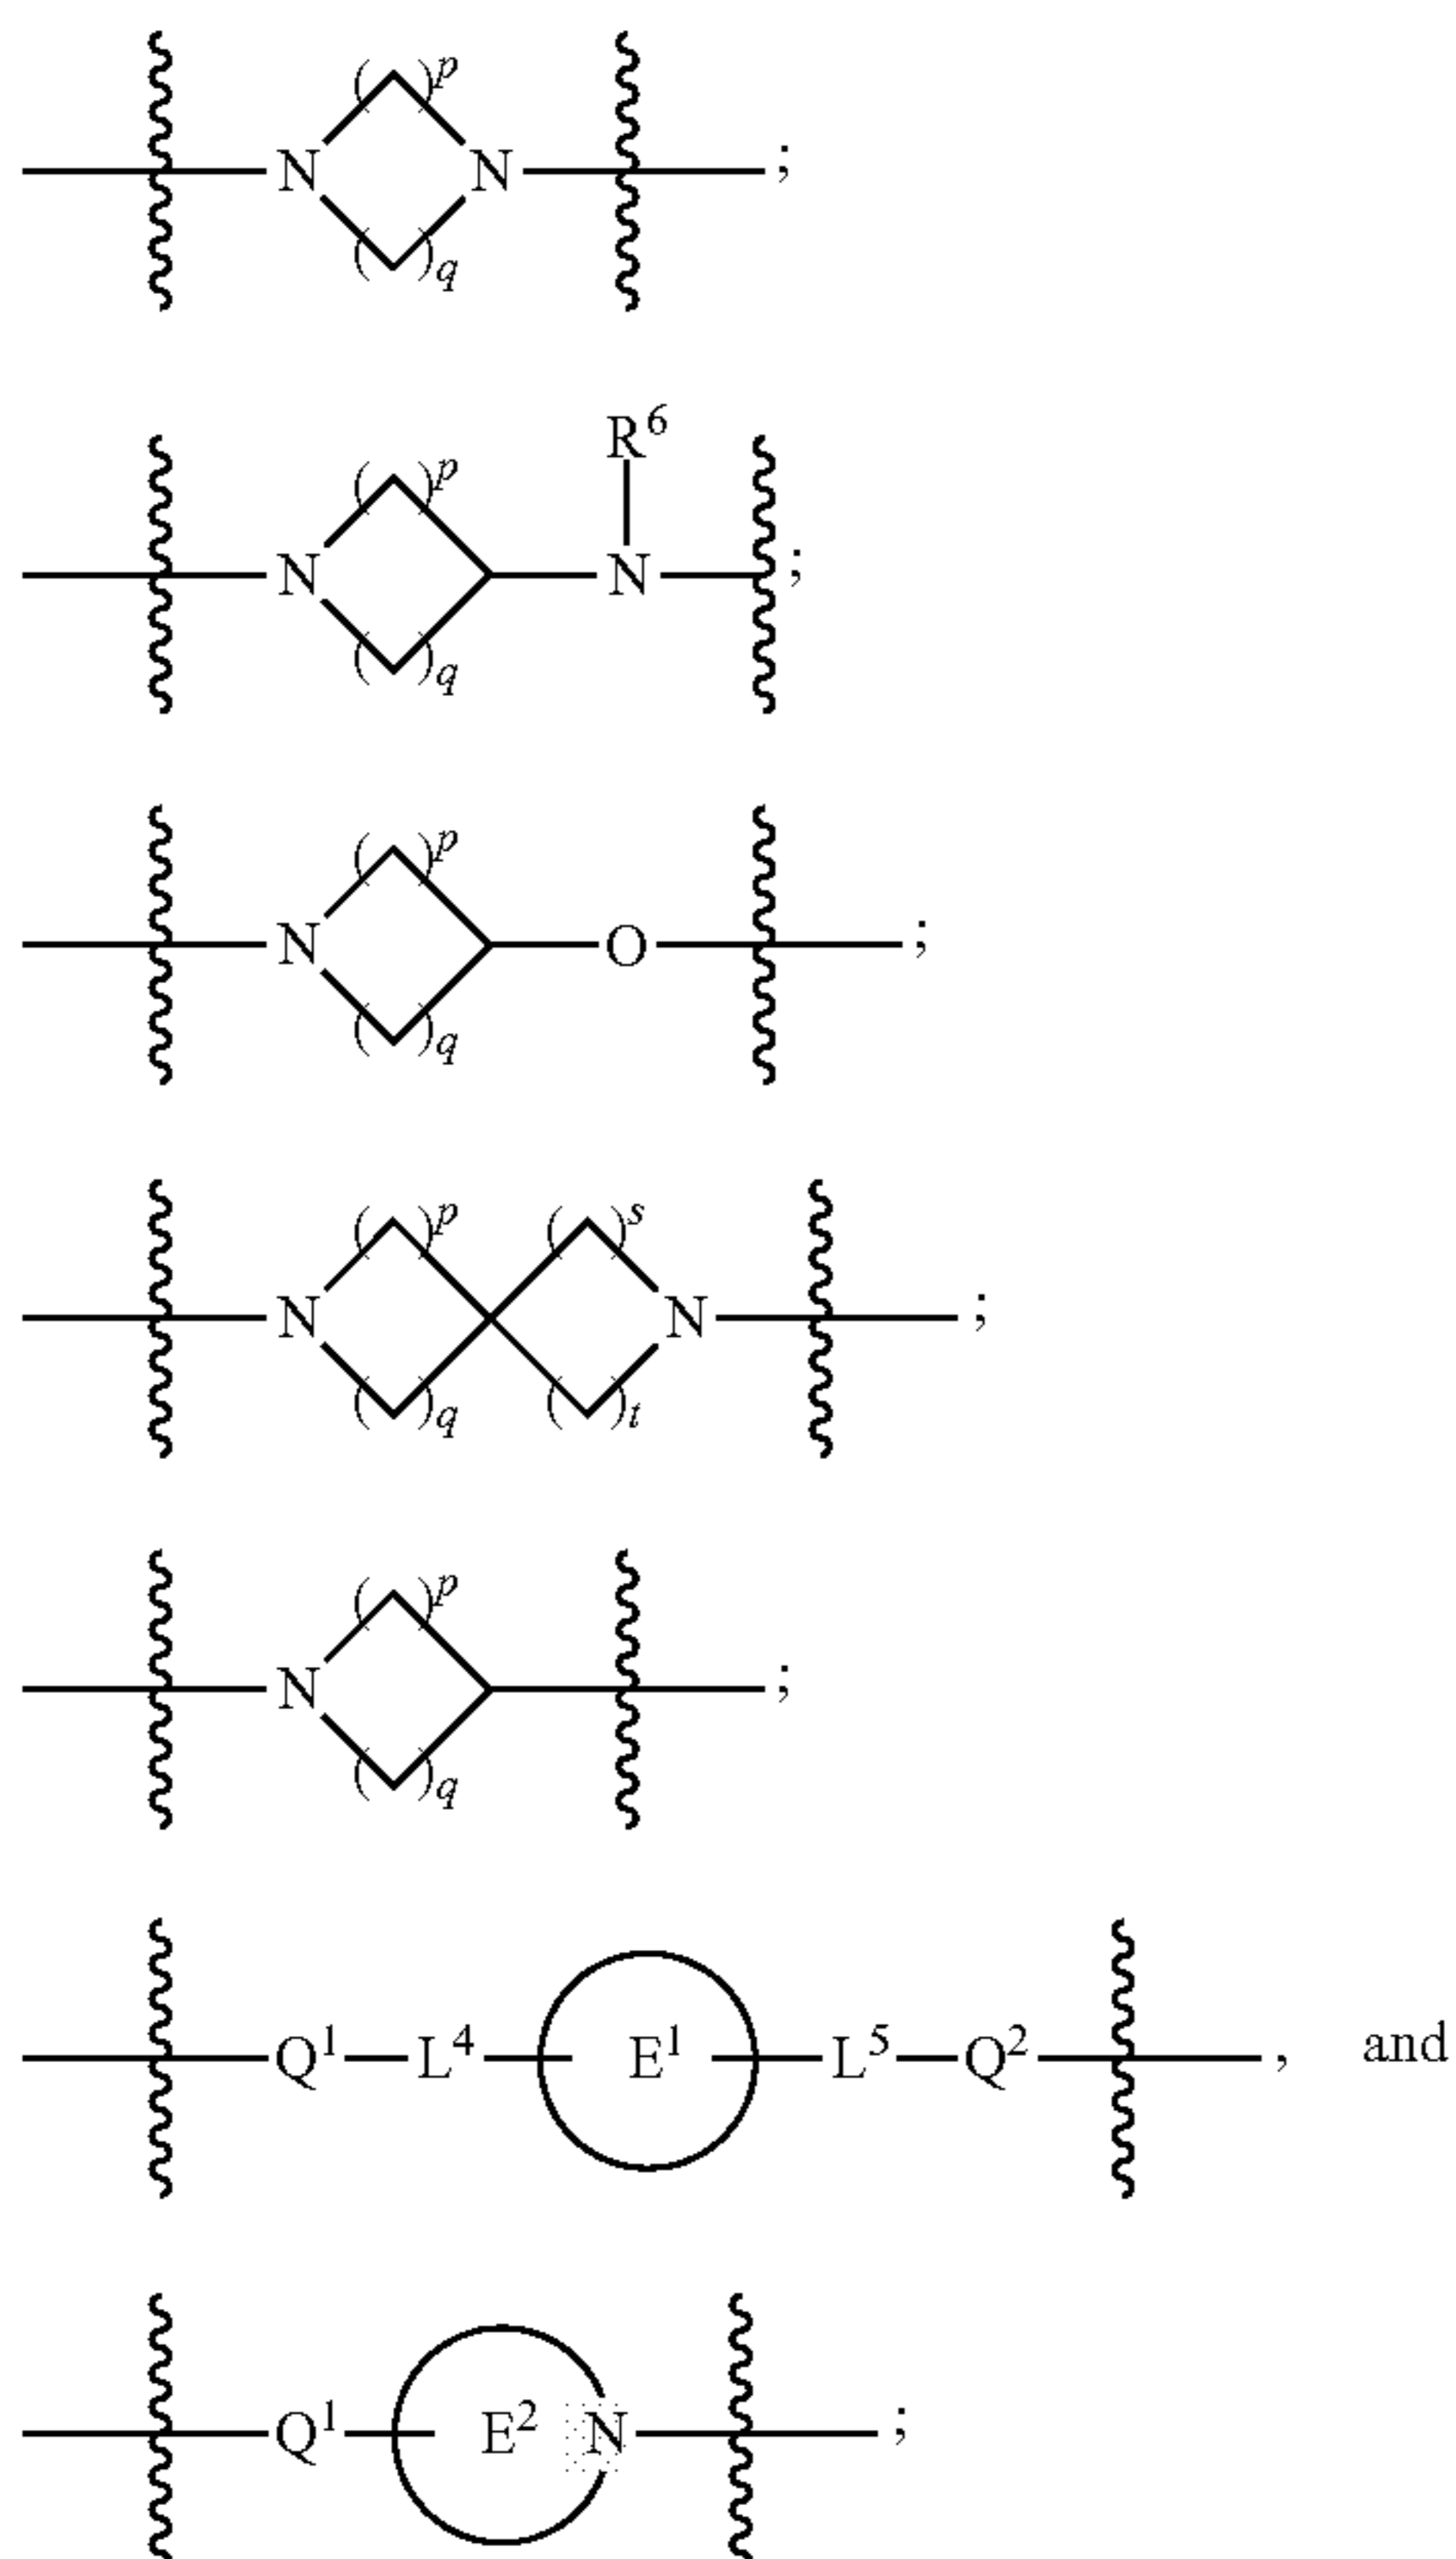 p
N N ;
q
R6
p
N N ;
q
p
N O ;
q
p s
N N ;
q t
p
N ;
q
Q1 L4 E1 L5 Q2 , and
Q1 E2 N ;